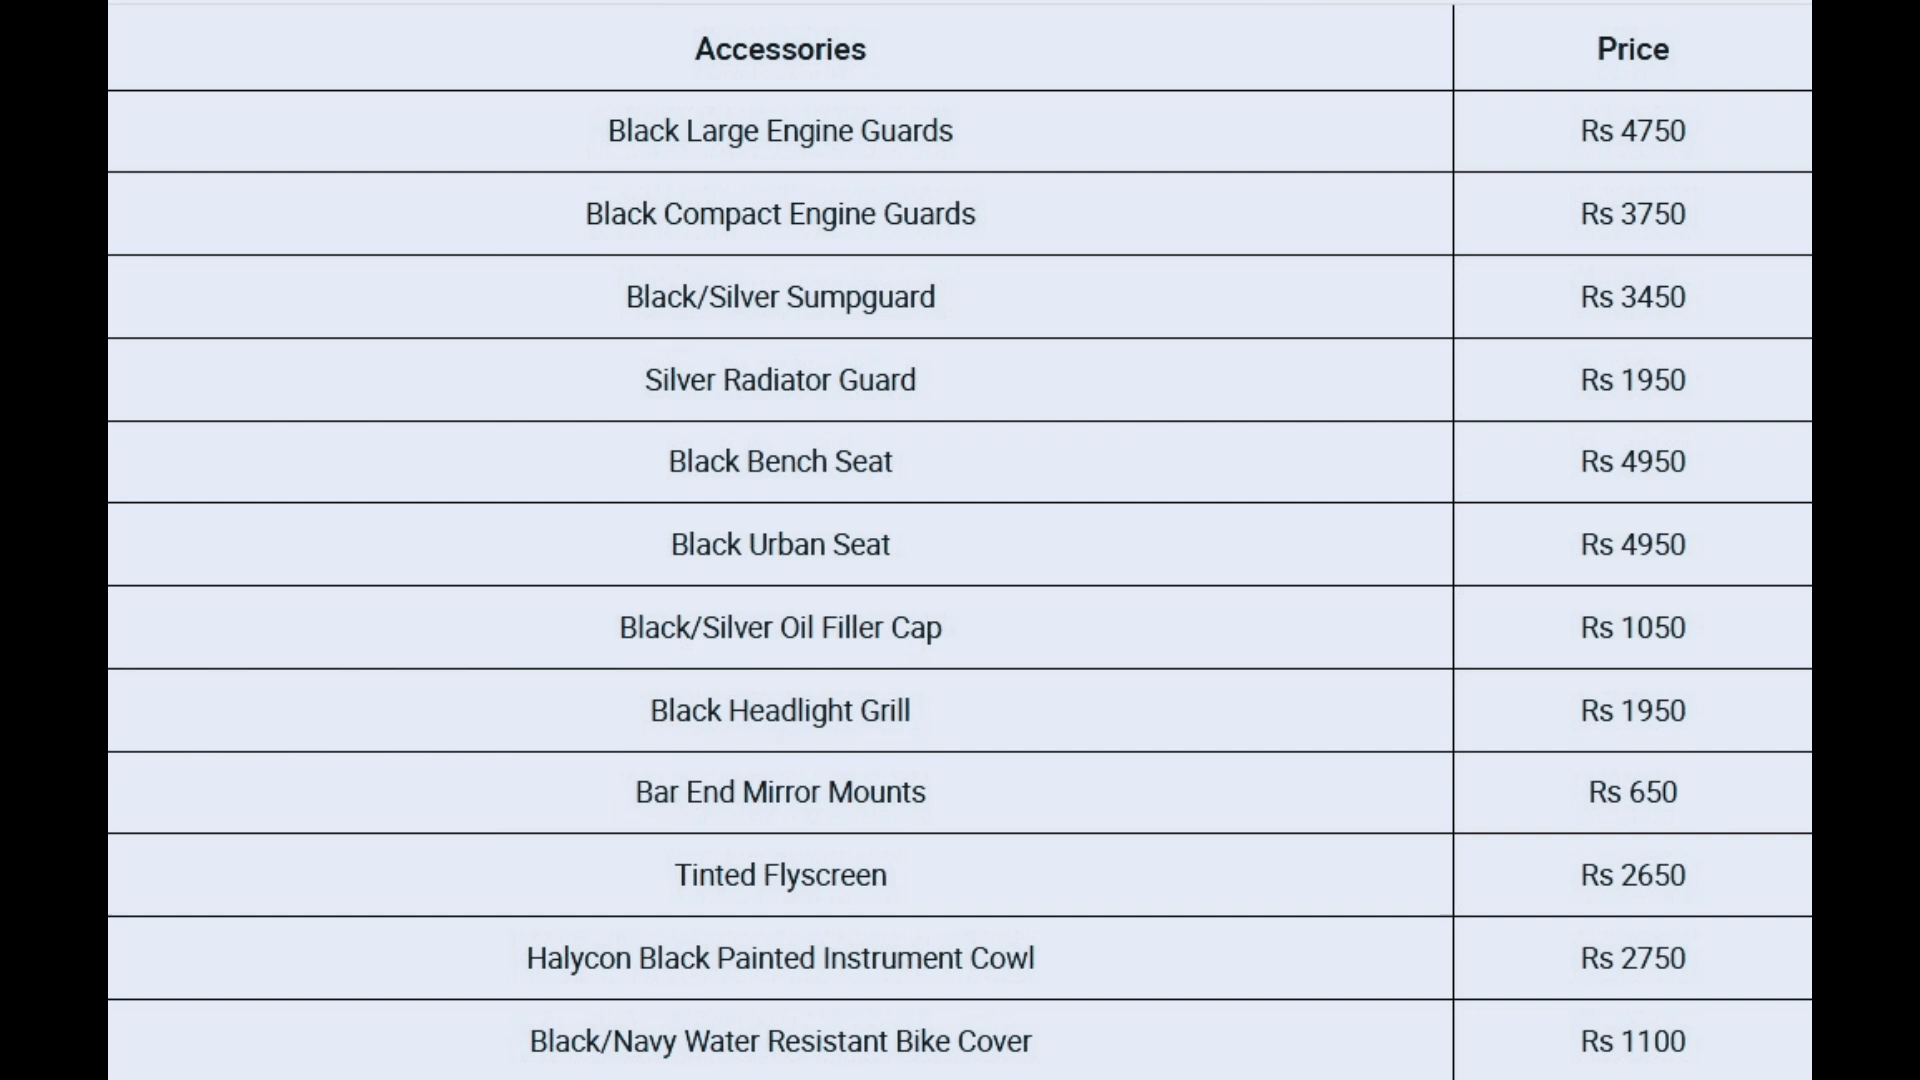 Accessories Price
Black Large Engine Guards Rs 4750
Black Compact Engine Guards Rs 3750
Black/Silver Sumpguard Rs 3450
Silver Radiator Guard Rs 1950
Black Bench Seat Rs 4950
Black Urban Seat Rs 4950
Black/Silver Oil Filler Cap Rs 1050
Black Headlight Grill Rs 1950
Bar End Mirror Mounts Rs 650
Tinted Flyscreen Rs 2650
Halycon Black Painted Instrument Cowl Rs 2750
Black/Navy Water Resistant Bike Cover Rs 1100